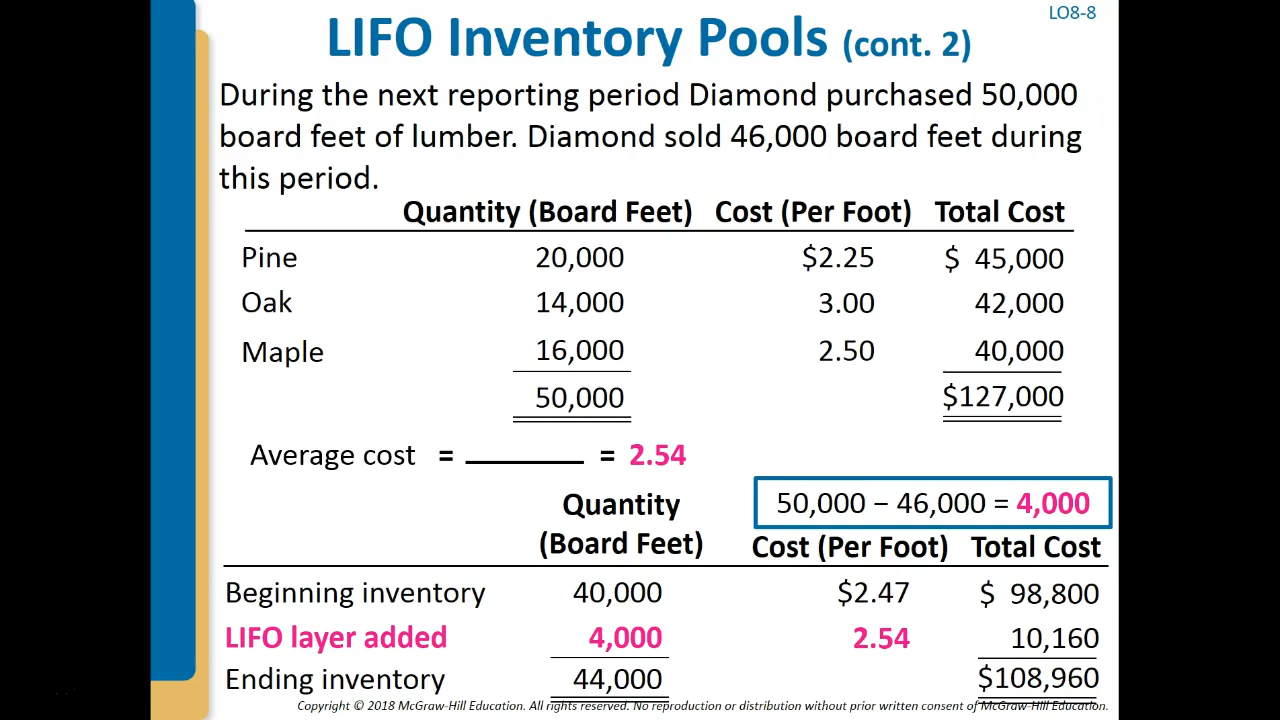 LO8-8
LIFO Inventory Pools (cont. 2)
During the next reporting period Diamond purchased 50,000
board feet of lumber. Diamond sold 46,000 board feet during
this period.
Quantity (Board Feet) Cost (Per Foot) Total Cost
Pine 20,000 $2.25 $ 45,000
Oak 14,000 3.00 42,000
Maple 16,000 2.50 40,000
50,000 $127,000
Average cost = = 2.54
50,000 − 46,000 = 4,000
Quantity
(Board Feet) Cost (Per Foot) Total Cost
Beginning inventory 40,000 $2.47 $ 98,800
LIFO layer added 4,000 2.54 10,160
Ending inventory 44,000 $108,960
Copyright © 2018 McGraw-Hill Education. All rights reserved. No reproduction or distribution without prior written consent of McGraw-Hill Education.